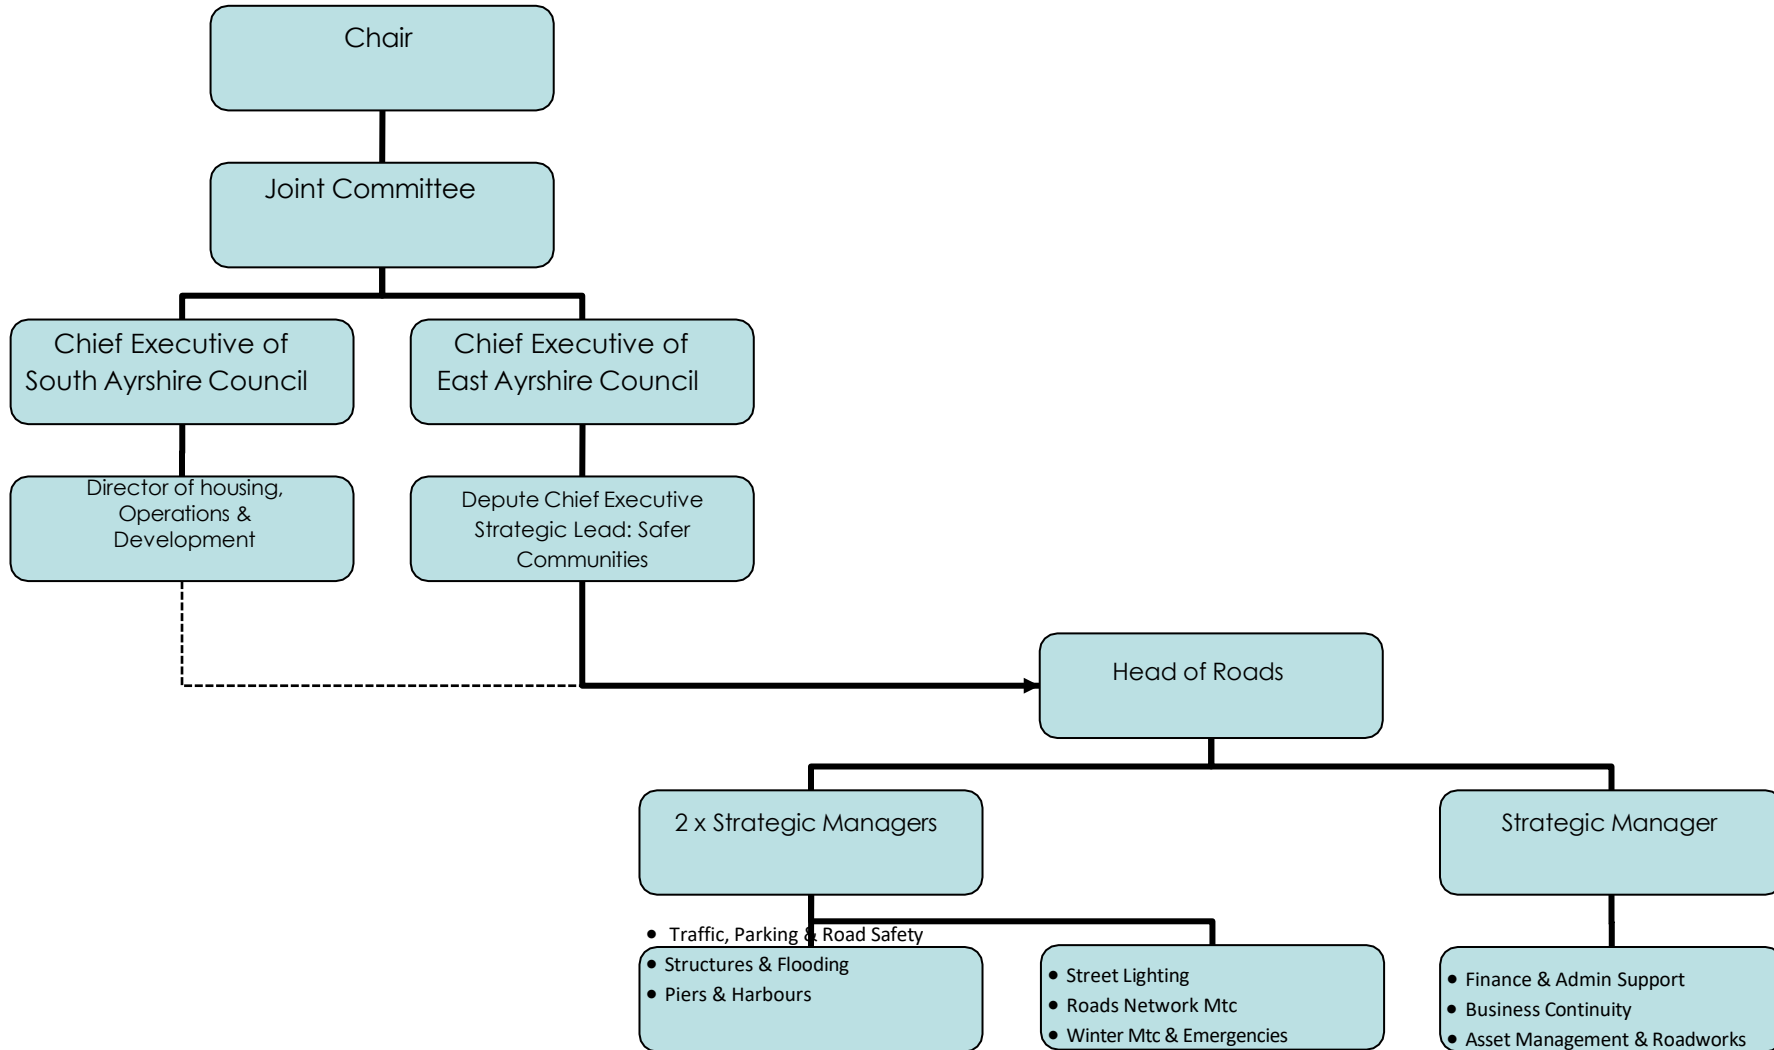 Chair
Joint Committee
Chief Executive of
South Ayrshire Council
Chief Executive of
East Ayrshire Council
Director of housing,
Operations &
Development
Depute Chief Executive
Strategic Lead: Safer
Communities
Head of Roads
2 x Strategic Managers
Strategic Manager
• Traffic, Parking & Road Safety
• Structures & Flooding
• Piers & Harbours
• Street Lighting
• Roads Network Mtc
• Winter Mtc & Emergencies
• Finance & Admin Support
• Business Continuity
• Asset Management & Roadworks